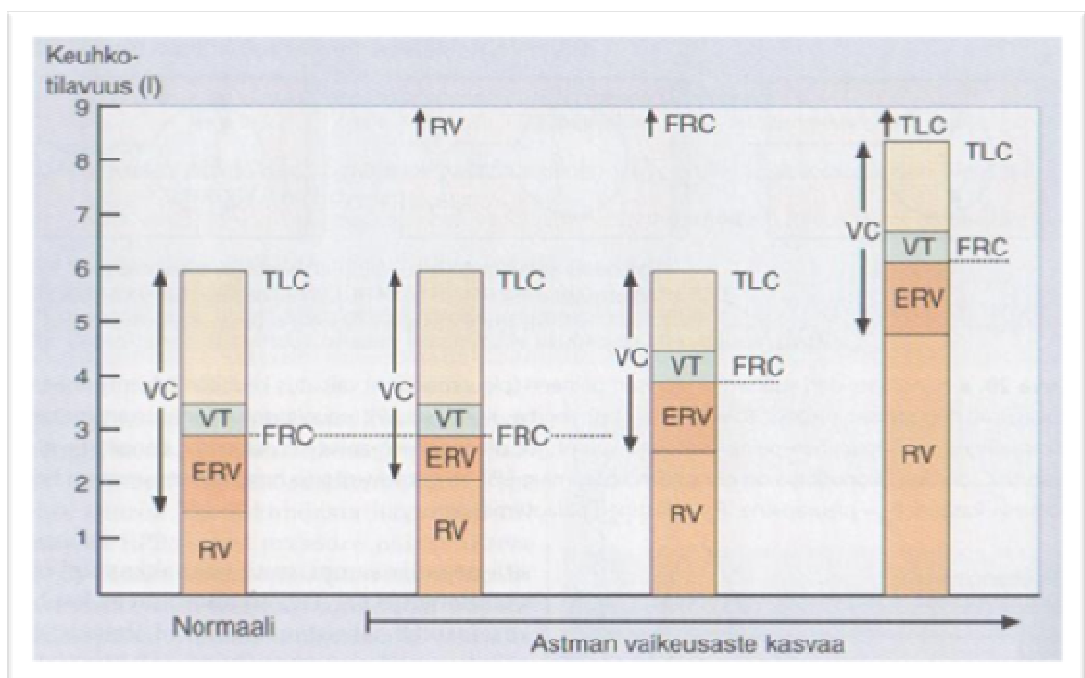 Keuhko-
tilavuus (l)
9
8
7
6
5
4
3
2
1
↑RV
↑FRC
↑TLC
TLC
VC
VT
FRC
ERV
RV
TLC
VC
VT
FRC
ERV
RV
TLC
VC
VT
FRC
ERV
RV
TLC
VC
VT
FRC
ERV
RV
Normaali
Astman vaikeusaste kasvaa